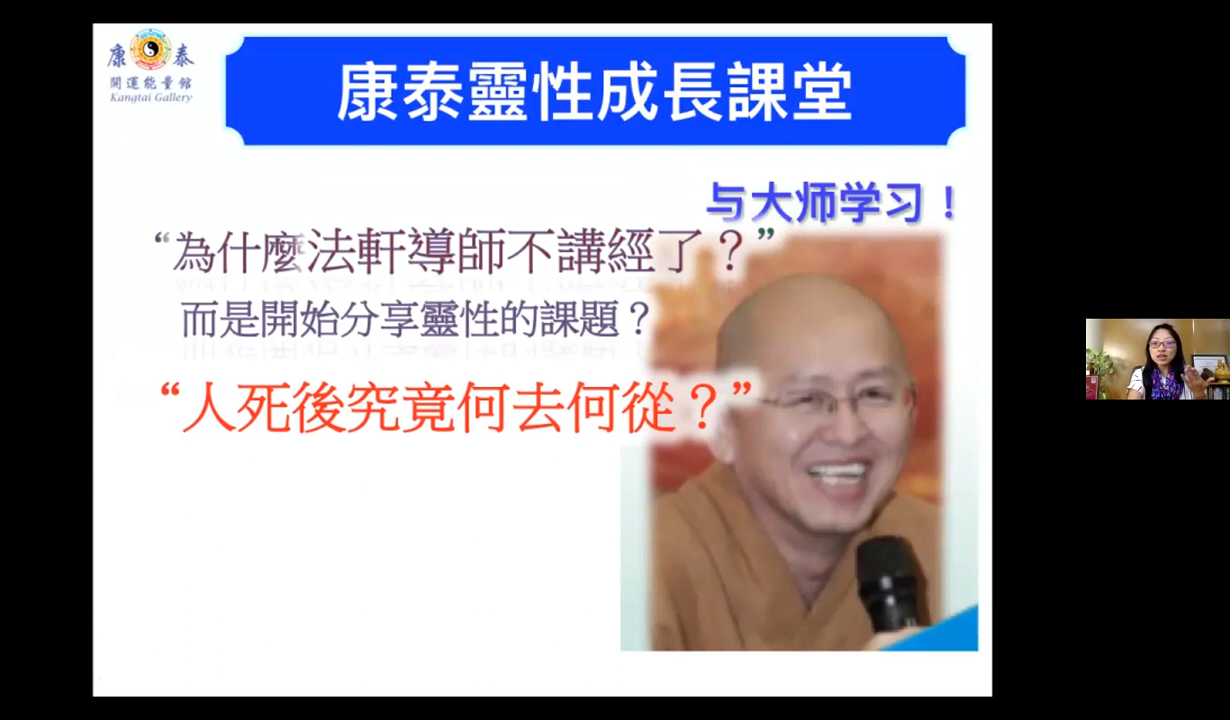 康 泰
開運能量館
Kangtai Gallery
康泰靈性成長課堂
与大师学习！
“為什麼法軒導師不講經了？”
而是開始分享靈性的課題？
“人死後究竟何去何從？”